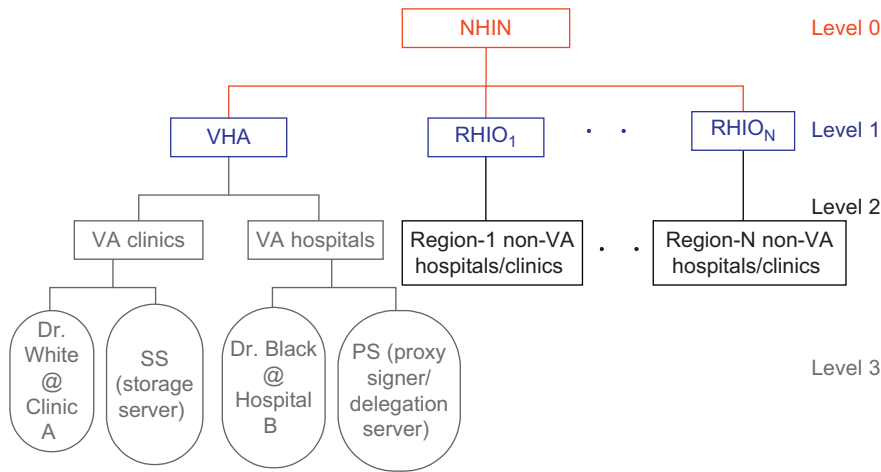 NHIN
Level 0
VHA
RHIO1
RHION
Level 1
Level 2
VA clinics
VA hospitals
Region-1 non-VA
hospitals/clinics
Region-N non-VA
hospitals/clinics
Dr.
White
@
Clinic
A
SS
(storage
server)
Dr. Black
@
Hospital
B
PS (proxy
signer/
delegation
server)
Level 3